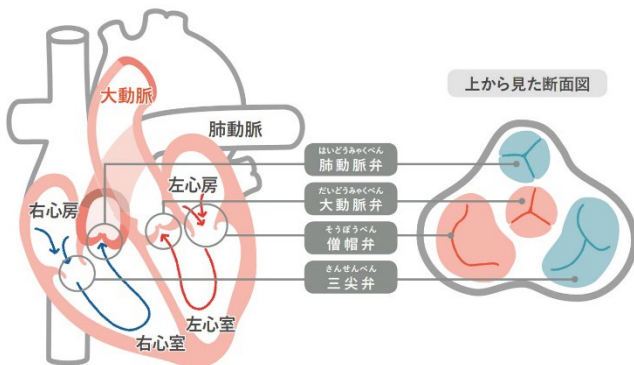 大動脈
肺動脈
右心房
左心房
左心室
右心室
はいどうみゃくべん
肺動脈弁
だいどうみゃくべん
大動脈弁
そうぼうべん
僧帽弁
さんせんべん
三尖弁
上から見た断面図